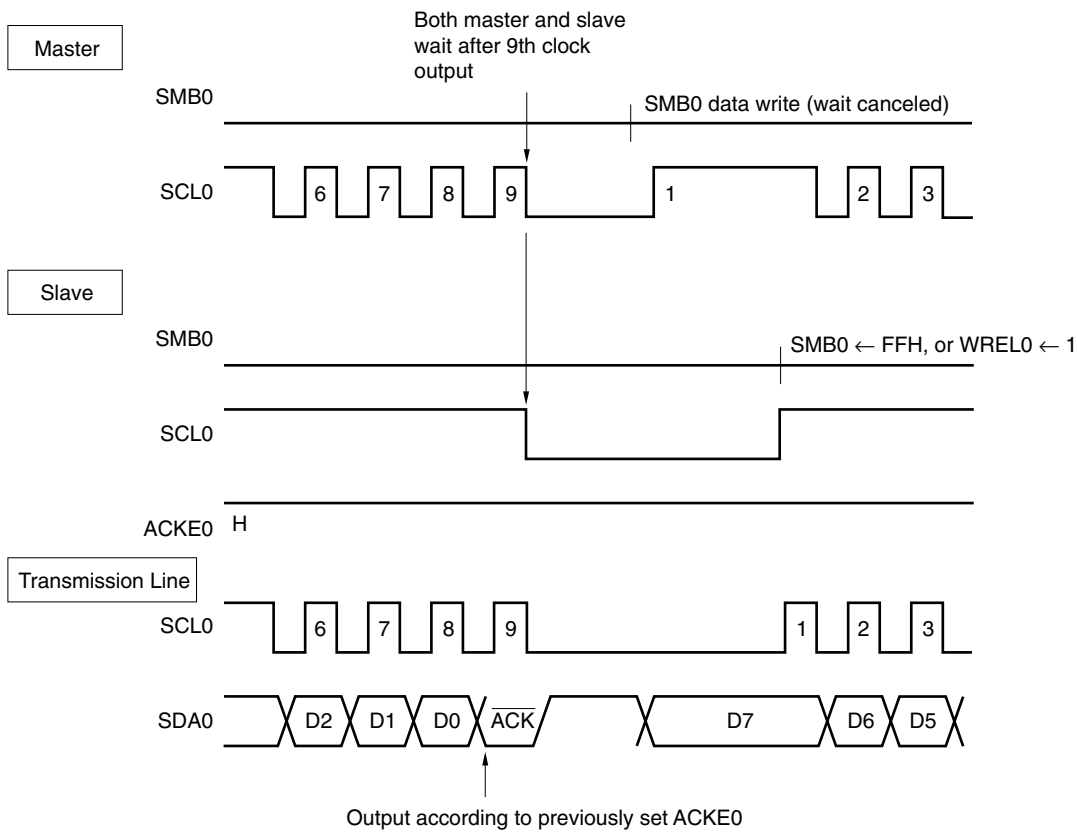 Both master and slave
wait after 9th clock
output
Master
SMB0
SMB0 data write (wait canceled)
SCL0
6 7 8 9 1 2 3
Slave
SMB0
SMB0 ← FFH, or WREL0 ← 1
SCL0
ACKE0 H
Transmission Line
SCL0
6 7 8 9 1 2 3
SDA0
D2 D1 D0 A̅C̅K̅ D7 D6 D5
Output according to previously set ACKE0